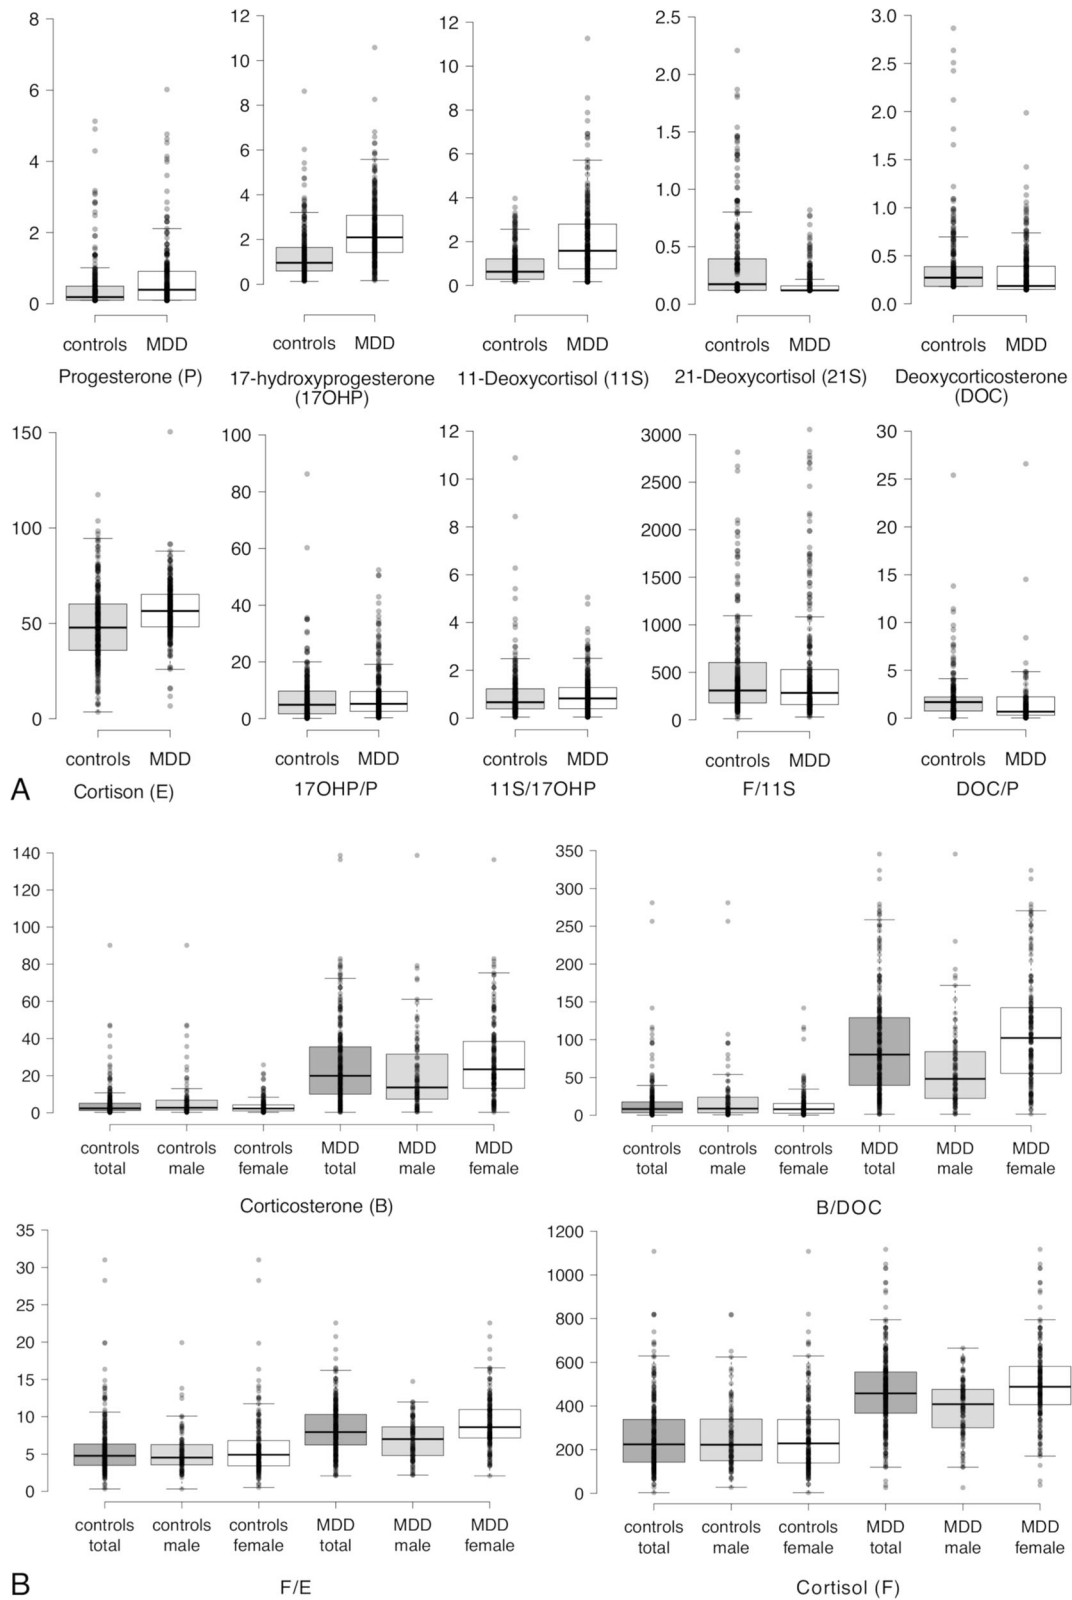 8
6
4
2
0
controls MDD
Progesterone (P)
12
10
8
6
4
2
0
controls MDD
17-hydroxyprogesterone
(17OHP)
12
10
8
6
4
2
0
controls MDD
11-Deoxycortisol (11S)
2.5
2.0
1.5
1.0
0.5
0.0
controls MDD
21-Deoxycortisol (21S)
3.0
2.5
2.0
1.5
1.0
0.5
0.0
controls MDD
Deoxycorticosterone
(DOC)
150
100
50
0
controls MDD
Cortison (E)
100
80
60
40
20
0
controls MDD
17OHP/P
12
10
8
6
4
2
0
controls MDD
11S/17OHP
3000
2500
2000
1500
1000
500
0
controls MDD
F/11S
30
25
20
15
10
5
0
controls MDD
DOC/P
A
140
120
100
80
60
40
20
0
controls controls controls MDD MDD MDD
total male female total male female
Corticosterone (B)
350
300
250
200
150
100
50
0
controls controls controls MDD MDD MDD
total male female total male female
B/DOC
35
30
25
20
15
10
5
0
controls controls controls MDD MDD MDD
total male female total male female
F/E
1200
1000
800
600
400
200
0
controls controls controls MDD MDD MDD
total male female total male female
Cortisol (F)
B